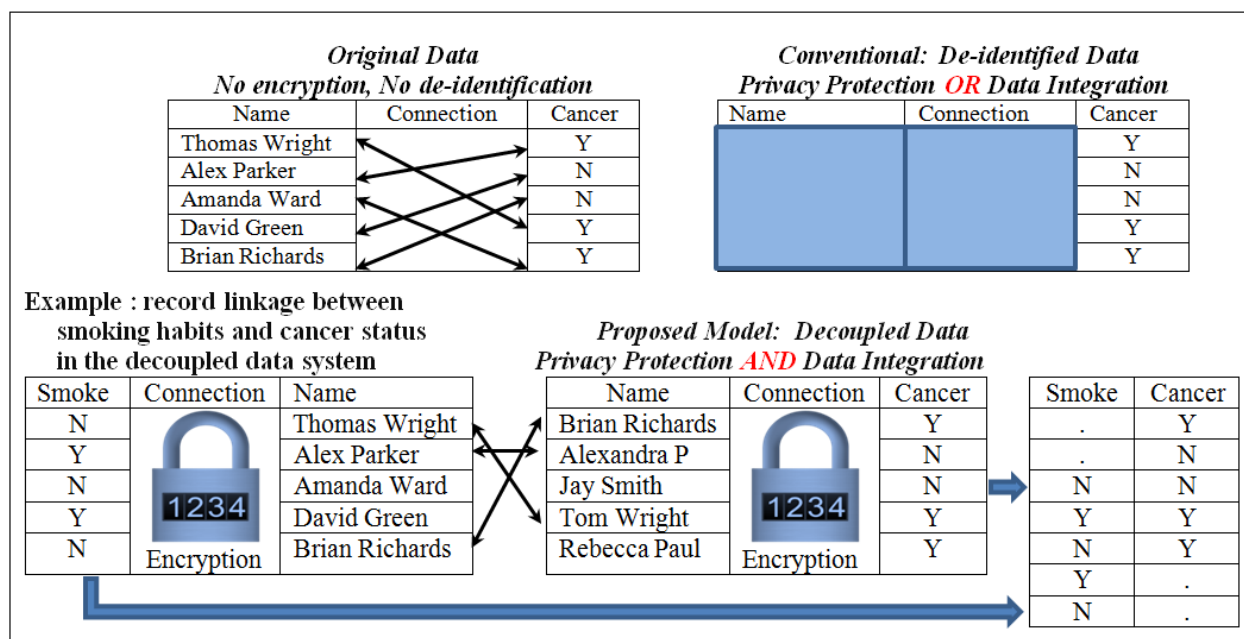 Original Data
No encryption, No de-identification
Name Connection Cancer
Thomas Wright Y
Alex Parker N
Amanda Ward N
David Green Y
Brian Richards Y
Conventional: De-identified Data
Privacy Protection OR Data Integration
Name Connection Cancer
Y
N
N
Y
Y
Example : record linkage between
smoking habits and cancer status
in the decoupled data system
Smoke Connection Name
N Thomas Wright
Y Alex Parker
N Amanda Ward
Y David Green
N Brian Richards
1234
Encryption
Proposed Model: Decoupled Data
Privacy Protection AND Data Integration
Name Connection Cancer
Brian Richards Y
Alexandra P N
Jay Smith N
Tom Wright Y
Rebecca Paul Y
1234
Encryption
Smoke Cancer
. Y
. N
N N
Y Y
N Y
Y .
N .